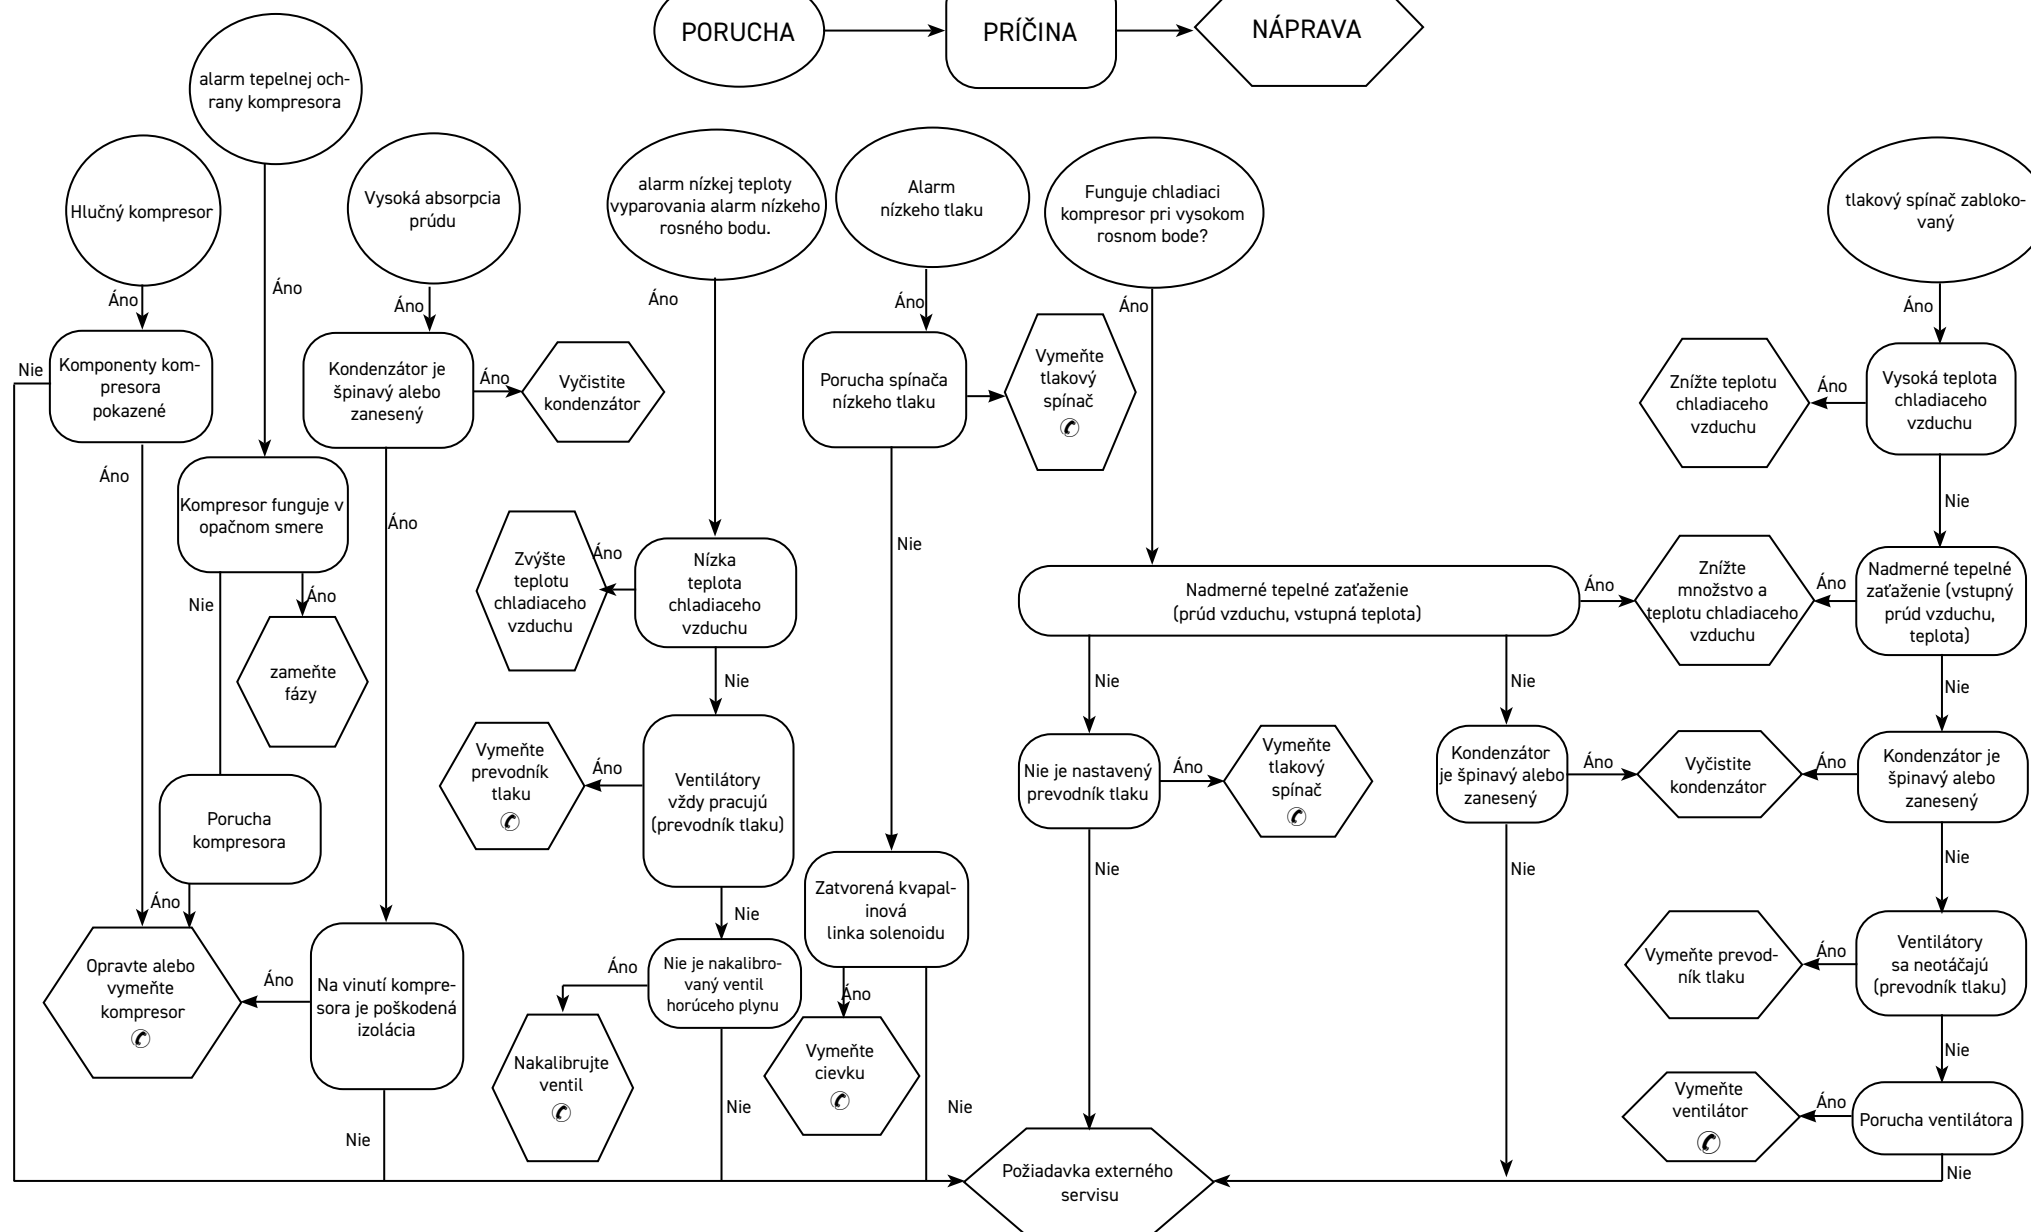 PORUCHA
PRÍČINA
NÁPRAVA
alarm tepelnej och-
rany kompresora
Hlučný kompresor
Vysoká absorpcia
prúdu
alarm nízkej teploty
vyparovania alarm nízkeho
rosného bodu.
Alarm
nízkeho tlaku
Funguje chladiaci
kompresor pri vysokom
rosnom bode?
tlakový spínač zabloko-
vaný
Áno
Áno
Áno
Áno
Áno
Áno
Áno
Nie
Komponenty kom-
presora
pokazené
Kondenzátor je
špinavý alebo
zanesený
Áno
Vyčistite
kondenzátor
Porucha spínača
nízkeho tlaku
Vymeňte
tlakový
spínač
Znížte teplotu
chladiaceho
vzduchu
Áno
Vysoká teplota
chladiaceho
vzduchu
Áno
Kompresor funguje v
opačnom smere
Áno
Nie
Nie
Zvýšte
teplotu
chladiaceho
vzduchu
Áno
Nízka
teplota
chladiaceho
vzduchu
Nadmerné tepelné zaťaženie
(prúd vzduchu, vstupná teplota)
Áno
Znížte
množstvo a
teplotu chladiaceho
vzduchu
Áno
Nadmerné tepelné
zaťaženie (vstupný
prúd vzduchu,
teplota)
Nie
Áno
zameňte
fázy
Nie
Nie
Nie
Nie
Vymeňte
prevodník
tlaku
Áno
Ventilátory
vždy pracujú
(prevodník tlaku)
Nie je nastavený
prevodník tlaku
Áno
Vymeňte
tlakový
spínač
Kondenzátor
je špinavý alebo
zanesený
Áno
Vyčistite
kondenzátor
Áno
Kondenzátor je
špinavý alebo
zanesený
Porucha
kompresora
Nie
Nie
Nie
Áno
Nie
Zatvorená kvapal-
inová
linka solenoidu
Opravte alebo
vymeňte
kompresor
Áno
Na vinutí kompre-
sora je poškodená
izolácia
Áno
Nie je nakalibro-
vaný ventil
horúceho plynu
Áno
Vymeňte prevod-
ník tlaku
Áno
Ventilátory
sa neotáčajú
(prevodník tlaku)
Nakalibrujte
ventil
Vymeňte
cievku
Nie
Nie
Nie
Nie
Vymeňte
ventilátor
Áno
Porucha ventilátora
Nie
Požiadavka externého
servisu